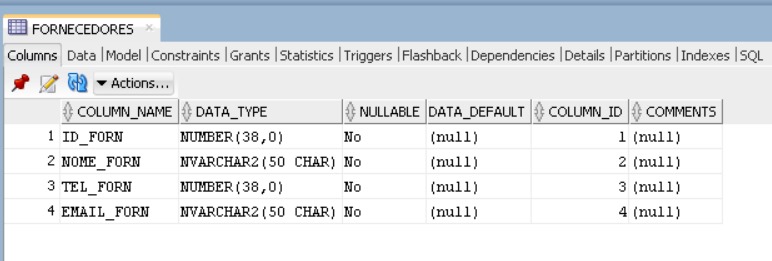 FORNECEDORES
Columns Data |Model |Constraints |Grants |Statistics |Triggers |Flashback |Dependencies |Details |Partitions |Indexes |SQL
Actions...
COLUMN_NAME DATA_TYPE NULLABLE DATA_DEFAULT COLUMN_ID COMMENTS
1 ID_FORN NUMBER(38,0) No (null) 1 (null)
2 NOME_FORN NVARCHAR2(50 CHAR) No (null) 2 (null)
3 TEL_FORN NUMBER(38,0) No (null) 3 (null)
4 EMAIL_FORN NVARCHAR2(50 CHAR) No (null) 4 (null)